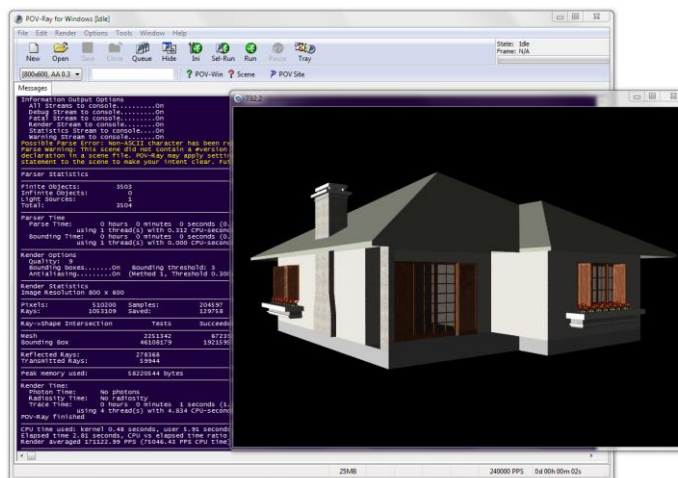 POV-Ray for Windows [Idle]
File Edit Render Options Tools Window Help
New Open Save Close Queue Hide Ini Sel-Run Run Pause Tray
State: Idle
Frame: N/A
[800x600, AA 0.3
? POV-Win ? Scene POV Site
Messages
Information Output Options
All Streams to console.........On
Debug Stream to console........On
Fatal Stream to console........On
Render Stream to console.......On
Statistics Stream to console...On
Warning Stream to console......On
Possible Parse Error: Non-ASCII character has been
Parse Warning: This scene did not contain a #version
declaration in a scene file. POV-Ray may apply
statement to the scene to make your intent clear.
Parser Statistics
Finite Objects: 3503
Infinite Objects: 0
Light Sources: 1
Total: 3504
Parser Time
Parse Time: 0 hours 0 minutes 0 seconds
using 1 thread(s) with 0.312 CPU-secon
Bounding Time: 0 hours 0 minutes 0 seconds
using 1 thread(s) with 0.000 CPU-secon
Render Options
Quality: 9
Bounding boxes.......On Bounding threshold: 3
Antialiasing.........On (Method 1, Threshold 0.300
Render Statistics
Image Resolution 800 x 600
Pixels: 510200 Samples: 204597
Rays: 1053109 Saved: 129758
Ray->Shape Intersection Tests Succeede
Mesh 2251342 67235
Bounding Box 46108179 1921595
Reflected Rays: 278368
Transmitted Rays: 59944
Peak memory used: 58220544 bytes
Render Time:
Photon Time: No photons
Radiosity Time: No radiosity
Trace Time: 0 hours 0 minutes 1 seconds
using 4 thread(s) with 4.834 CPU-secon
POV-Ray finished
CPU time used: kernel 0.48 seconds, user 5.91 seconds
Elapsed time 2.81 seconds, CPU vs elapsed time ratio
Render averaged 171122.99 PPS (75046.43 PPS CPU time)
25MB 240000 PPS 0d 00h 00m 02s